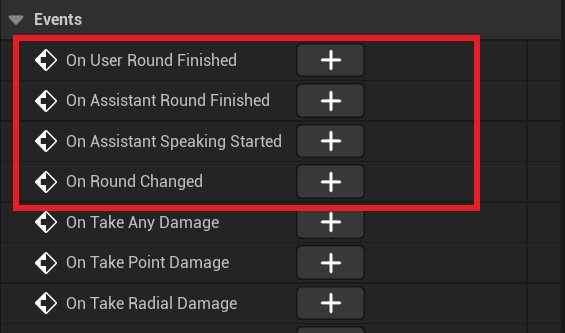 Events
On User Round Finished
On Assistant Round Finished
On Assistant Speaking Started
On Round Changed
On Take Any Damage
On Take Point Damage
On Take Radial Damage